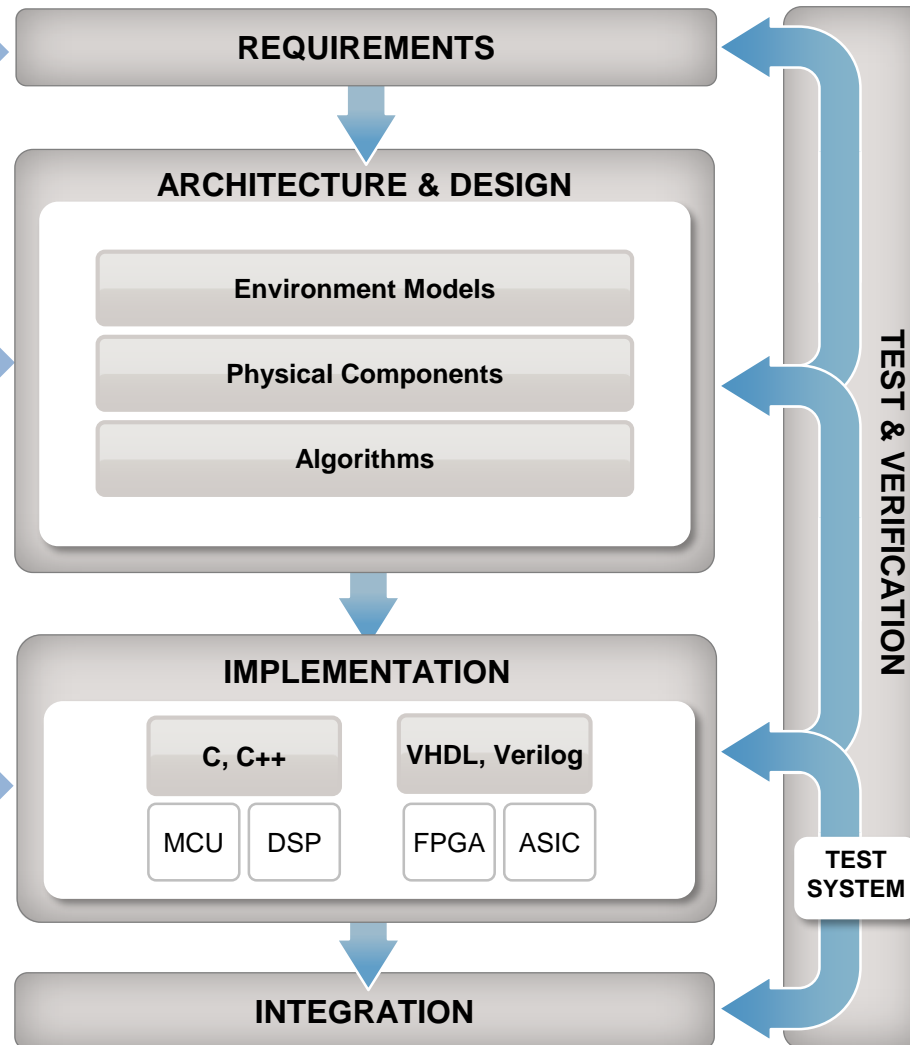 REQUIREMENTS
ARCHITECTURE & DESIGN
Environment Models
Physical Components
Algorithms
IMPLEMENTATION
C, C++
VHDL, Verilog
MCU
DSP
FPGA
ASIC
INTEGRATION
TEST & VERIFICATION
TEST
SYSTEM